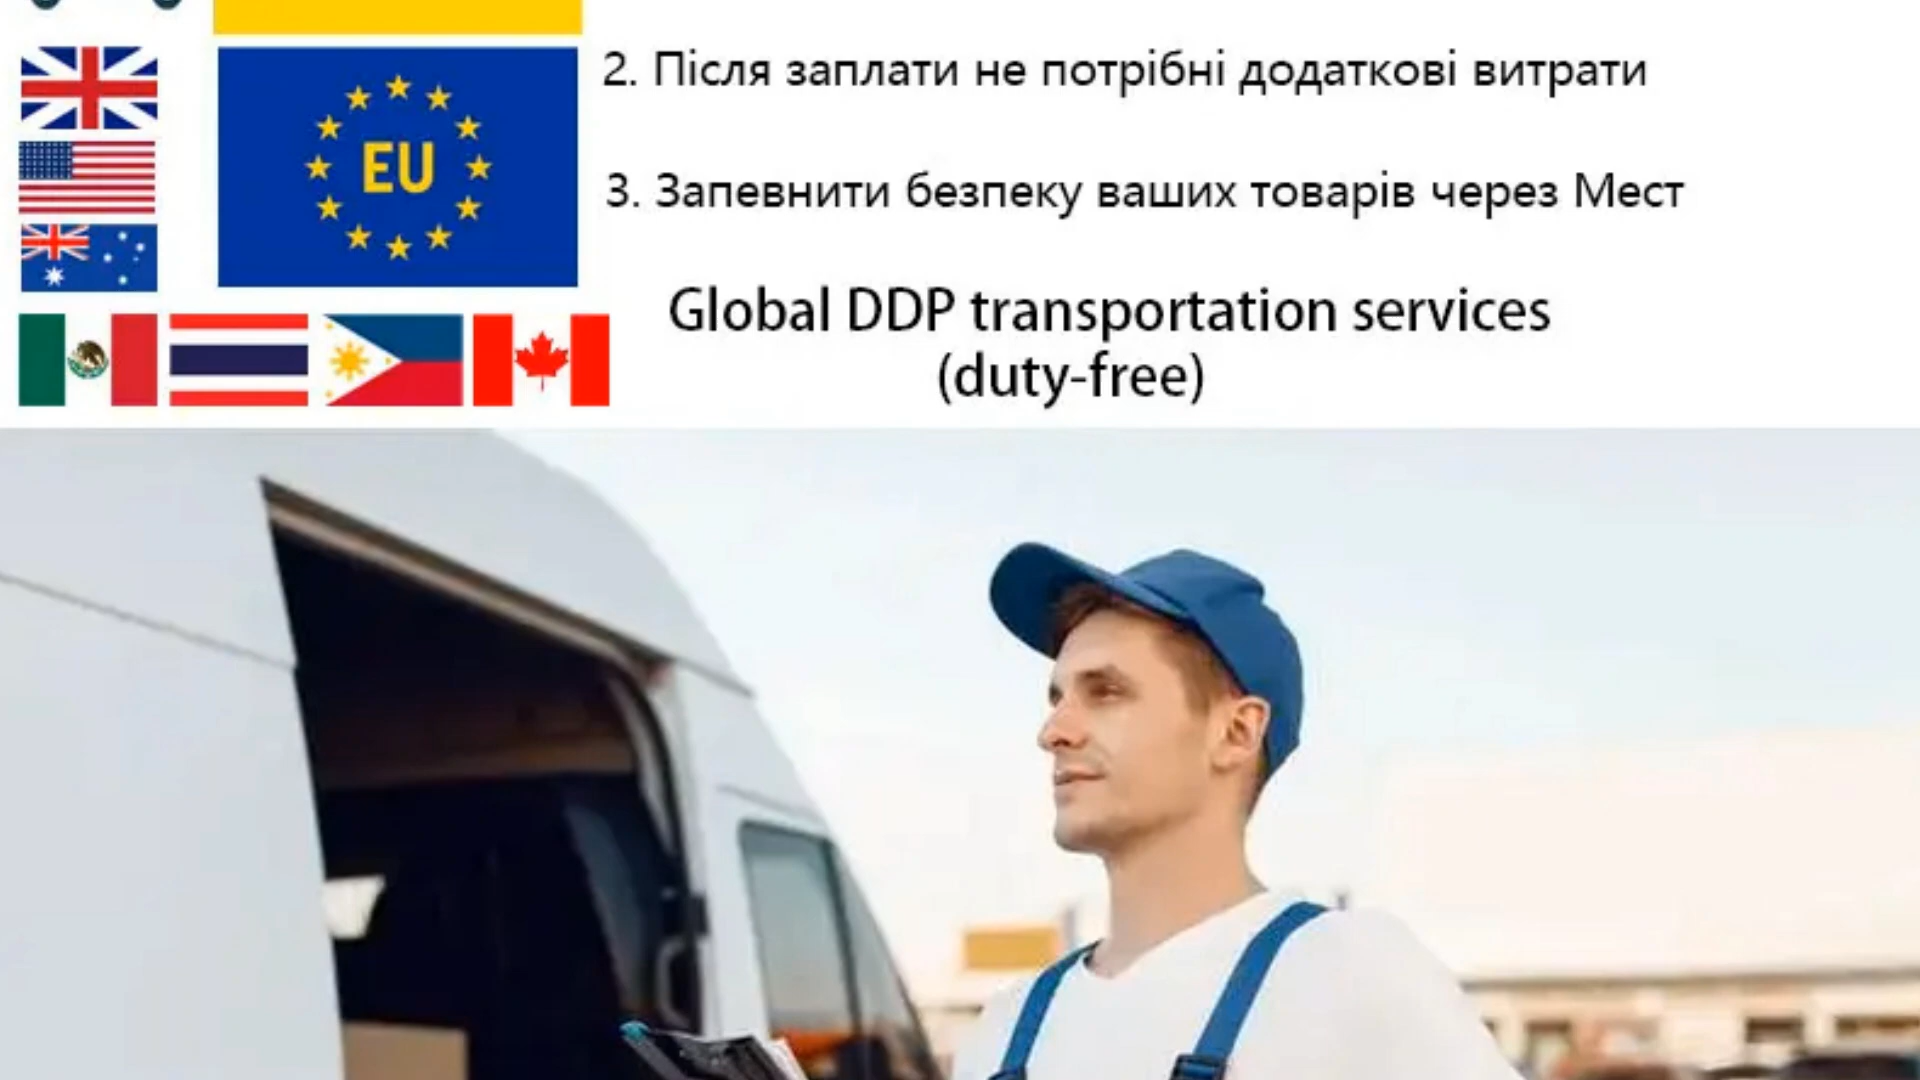 2. Після заплати не потрібні додаткові витрати
EU
3. Запевнити безпеку ваших товарів через Мест
Global DDP transportation services
(duty-free)